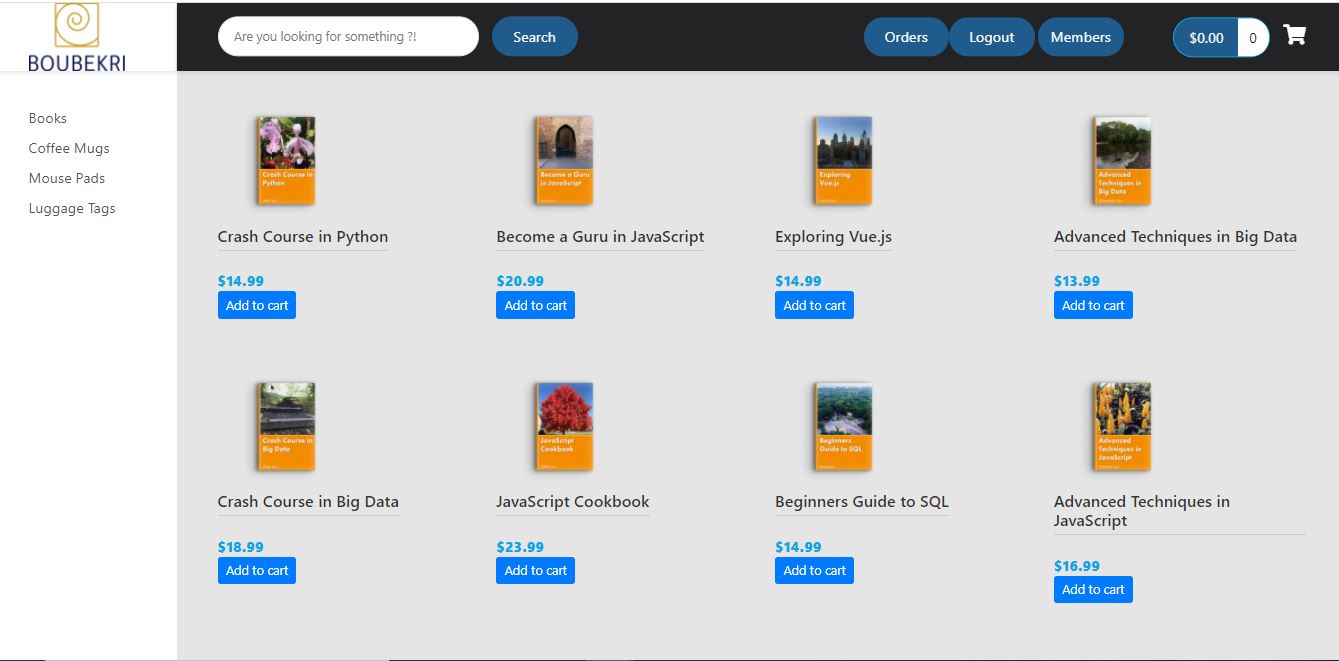 BOUBEKRI
Are you looking for something ?!
Search
Orders
Logout
Members
$0.00
0
Books
Coffee Mugs
Mouse Pads
Luggage Tags
Crash Course in
Python
Become a Guru
in JavaScript
Exploring
Vue.js
Advanced
Techniques in
Big Data
Crash Course in Python
Become a Guru in JavaScript
Exploring Vue.js
Advanced Techniques in Big Data
$14.99
$20.99
$14.99
$13.99
Add to cart
Add to cart
Add to cart
Add to cart
Crash Course in
Big Data
JavaScript
Cookbook
Beginners
Guide to SQL
Advanced
Techniques in
JavaScript
Crash Course in Big Data
JavaScript Cookbook
Beginners Guide to SQL
Advanced Techniques in
JavaScript
$18.99
$23.99
$14.99
$16.99
Add to cart
Add to cart
Add to cart
Add to cart